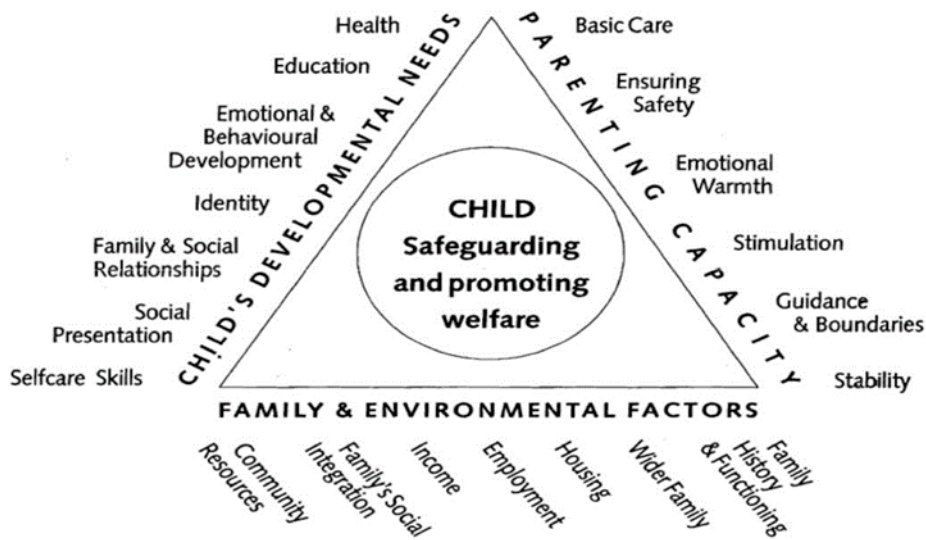 Health
Education
Emotional &
Behavioural
Development
Identity
Family & Social
Relationships
Social
Presentation
Selfcare Skills
CHILD'S DEVELOPMENTAL NEEDS
PARENTING CAPACITY
Basic Care
Ensuring
Safety
Emotional
Warmth
Stimulation
Guidance
& Boundaries
Stability
CHILD
Safeguarding
and promoting
welfare
FAMILY & ENVIRONMENTAL FACTORS
Community
Resources
Family's Social
Integration
Income
Employment
Housing
Wider Family
Family
History
& Functioning